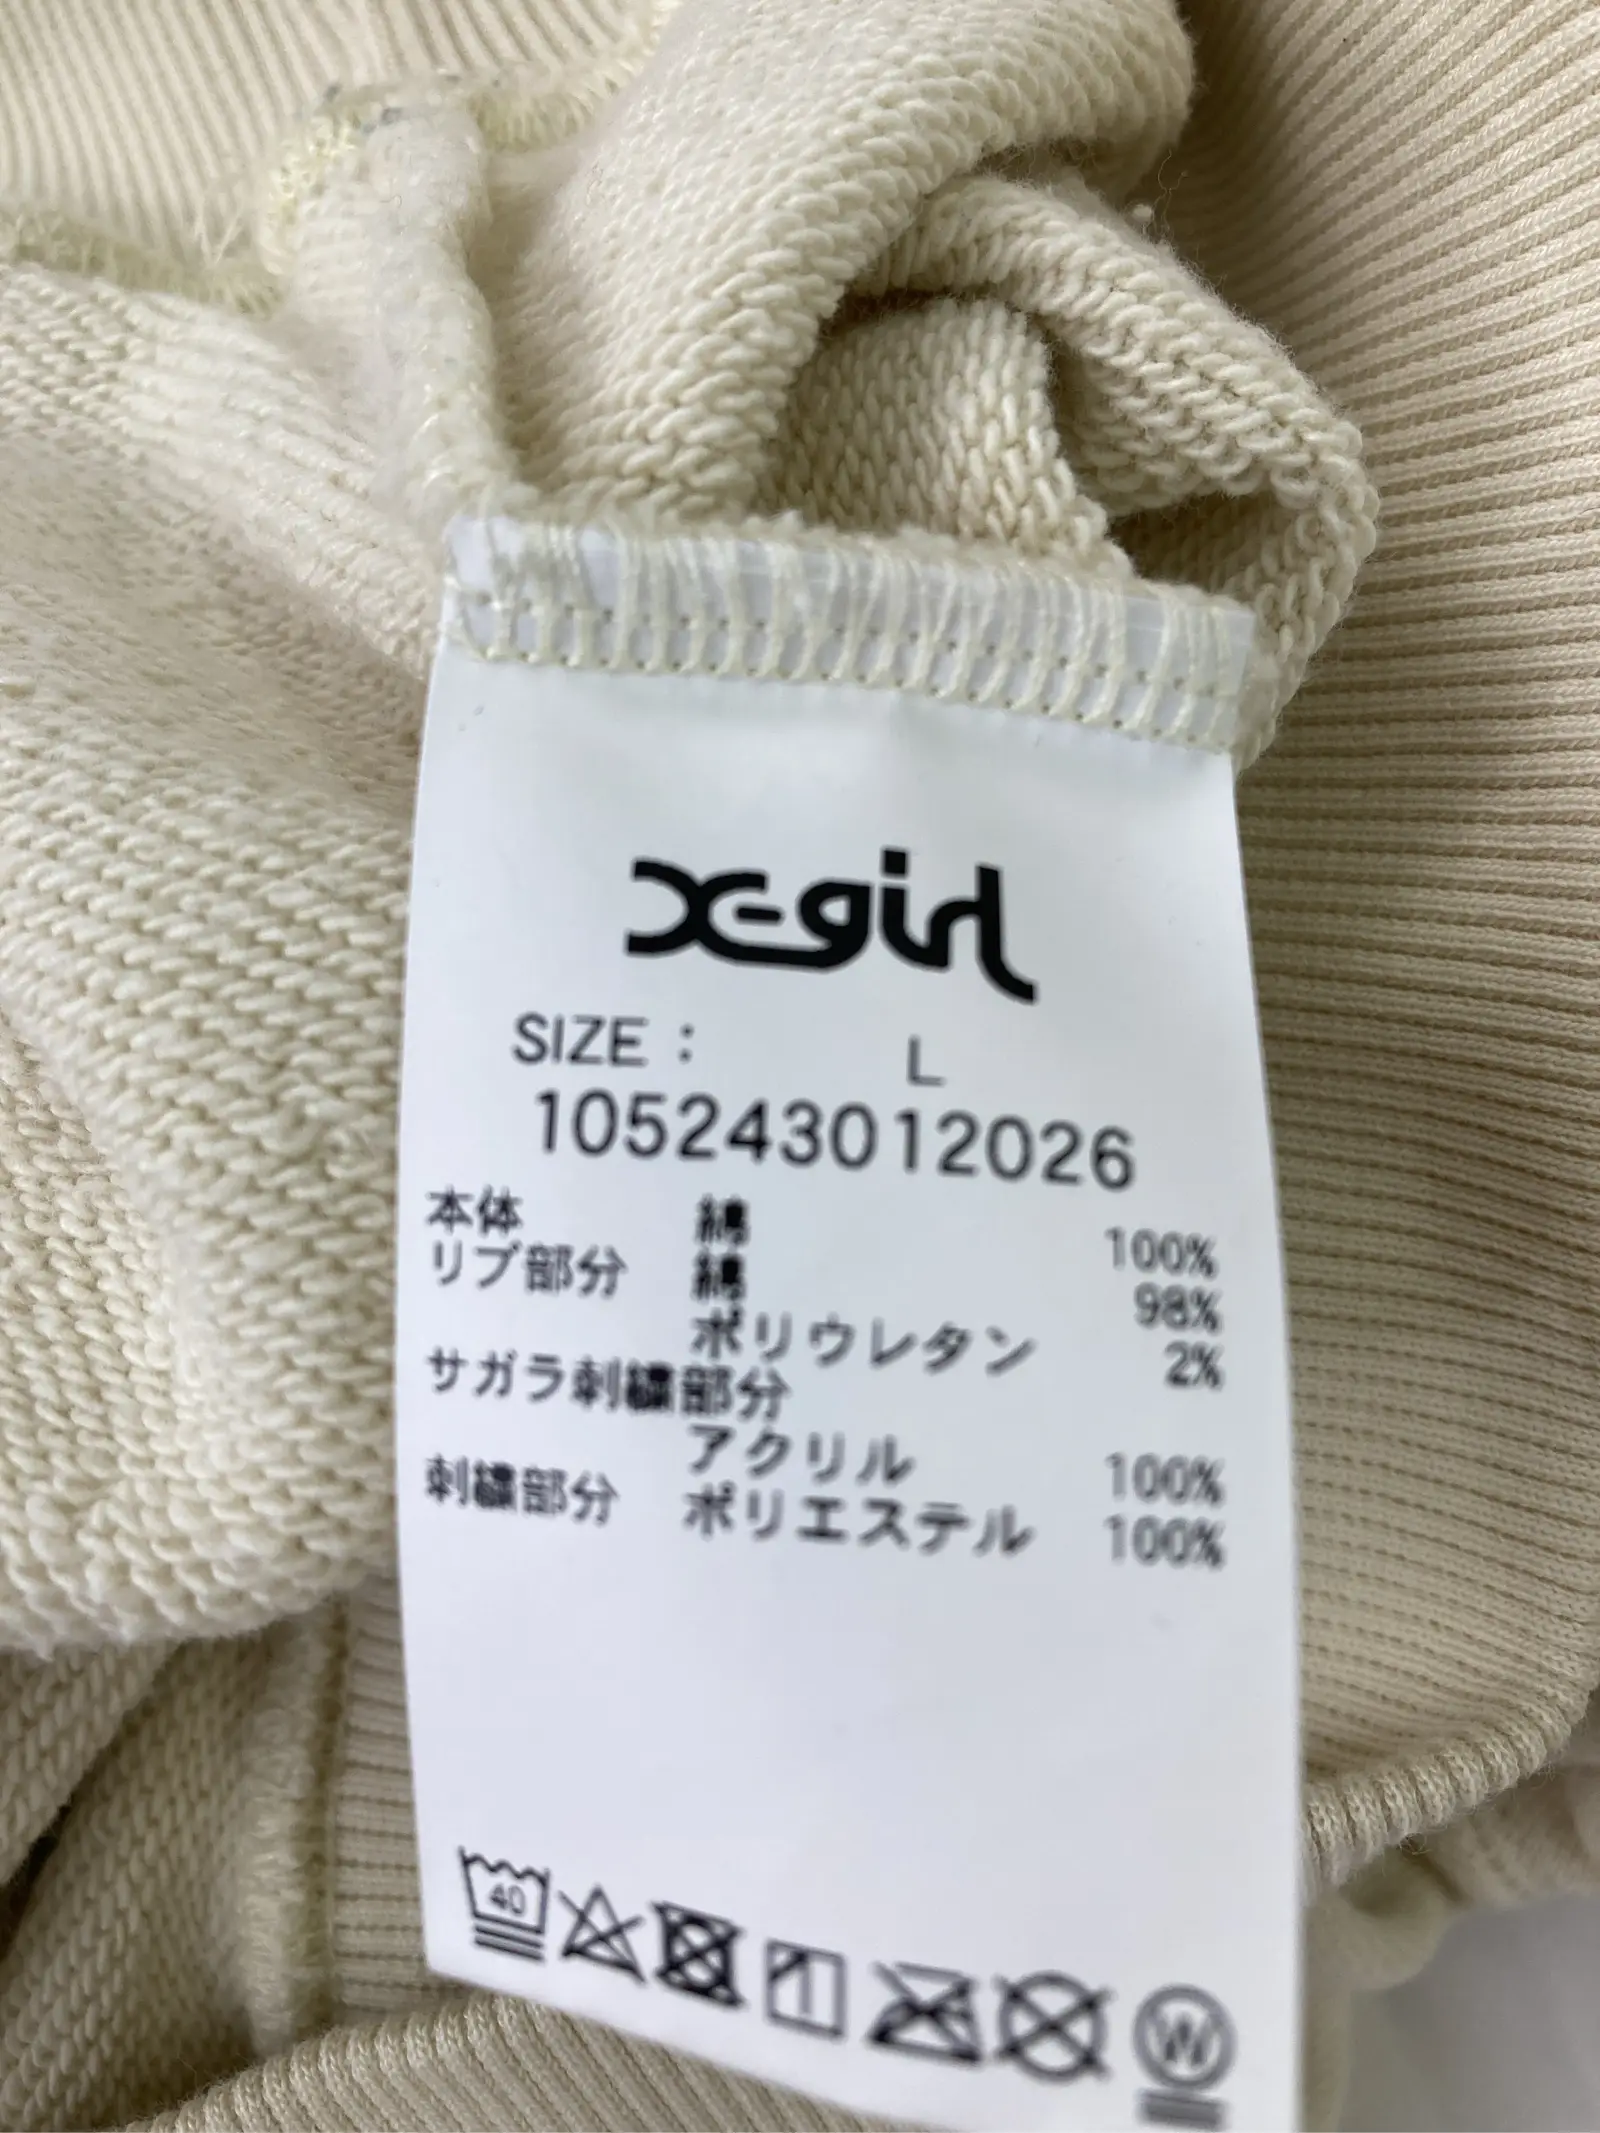 X-girl
SIZE : L
105243012026
本体 綿 100%
リブ部分 綿 98%
ポリウレタン 2%
サガラ刺繍部分
アクリル 100%
刺繍部分 ポリエステル 100%
40
W